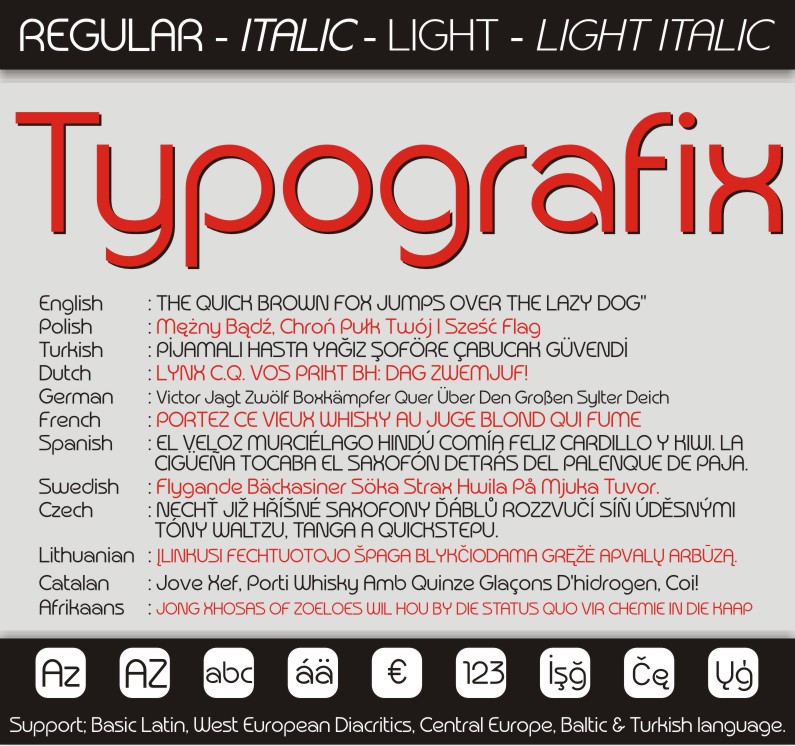 REGULAR - ITALIC - LIGHT - LIGHT ITALIC
Typografix
English : THE QUICK BROWN FOX JUMPS OVER THE LAZY DOG"
Polish : Mężny Bądź, Chroń Pułk Twój I Sześć Flag
Turkish : PİJAMALI HASTA YAĞIZ ŞOFÖRE ÇABUCAK GÜVENDİ
Dutch : LYNX C.Q. VOS PRIKT BH: DAG ZWEMJUF!
German : Victor Jagt Zwölf Boxkämpfer Quer Über Den Großen Sylter Deich
French : PORTEZ CE VIEUX WHISKY AU JUGE BLOND QUI FUME
Spanish : EL VELOZ MURCIÉLAGO HINDÚ COMÍA FELIZ CARDILLO Y KIWI. LA
CIGÜEÑA TOCABA EL SAXOFÓN DETRÁS DEL PALENQUE DE PAJA.
Swedish : Flygande Bäckasiner Söka Strax Hwila På Mjuka Tuvor.
Czech : NECHŤ JIŽ HŘÍŠNÉ SAXOFONY ĎÁBLŮ ROZZVUČÍ SÍŇ ÚDĚSNÝMI
TÓNY WALTZU, TANGA A QUICKSTEPU.
Lithuanian : ĮLINKUSI FECHTUOTOJO ŠPAGA BLYKČIODAMA GRĘŽĖ APVALŲ ARBŪZĄ.
Catalan : Jove Xef, Porti Whisky Amb Quinze Glaçons D'hidrogen, Coi!
Afrikaans : JONG XHOSAS OF ZOELOES WIL HOU BY DIE STATUS QUO VIR CHEMIE IN DIE KAAP
Az AZ abc áä € 123 İşğ Čę Ųģ
Support; Basic Latin, West European Diacritics, Central Europe, Baltic & Turkish language.